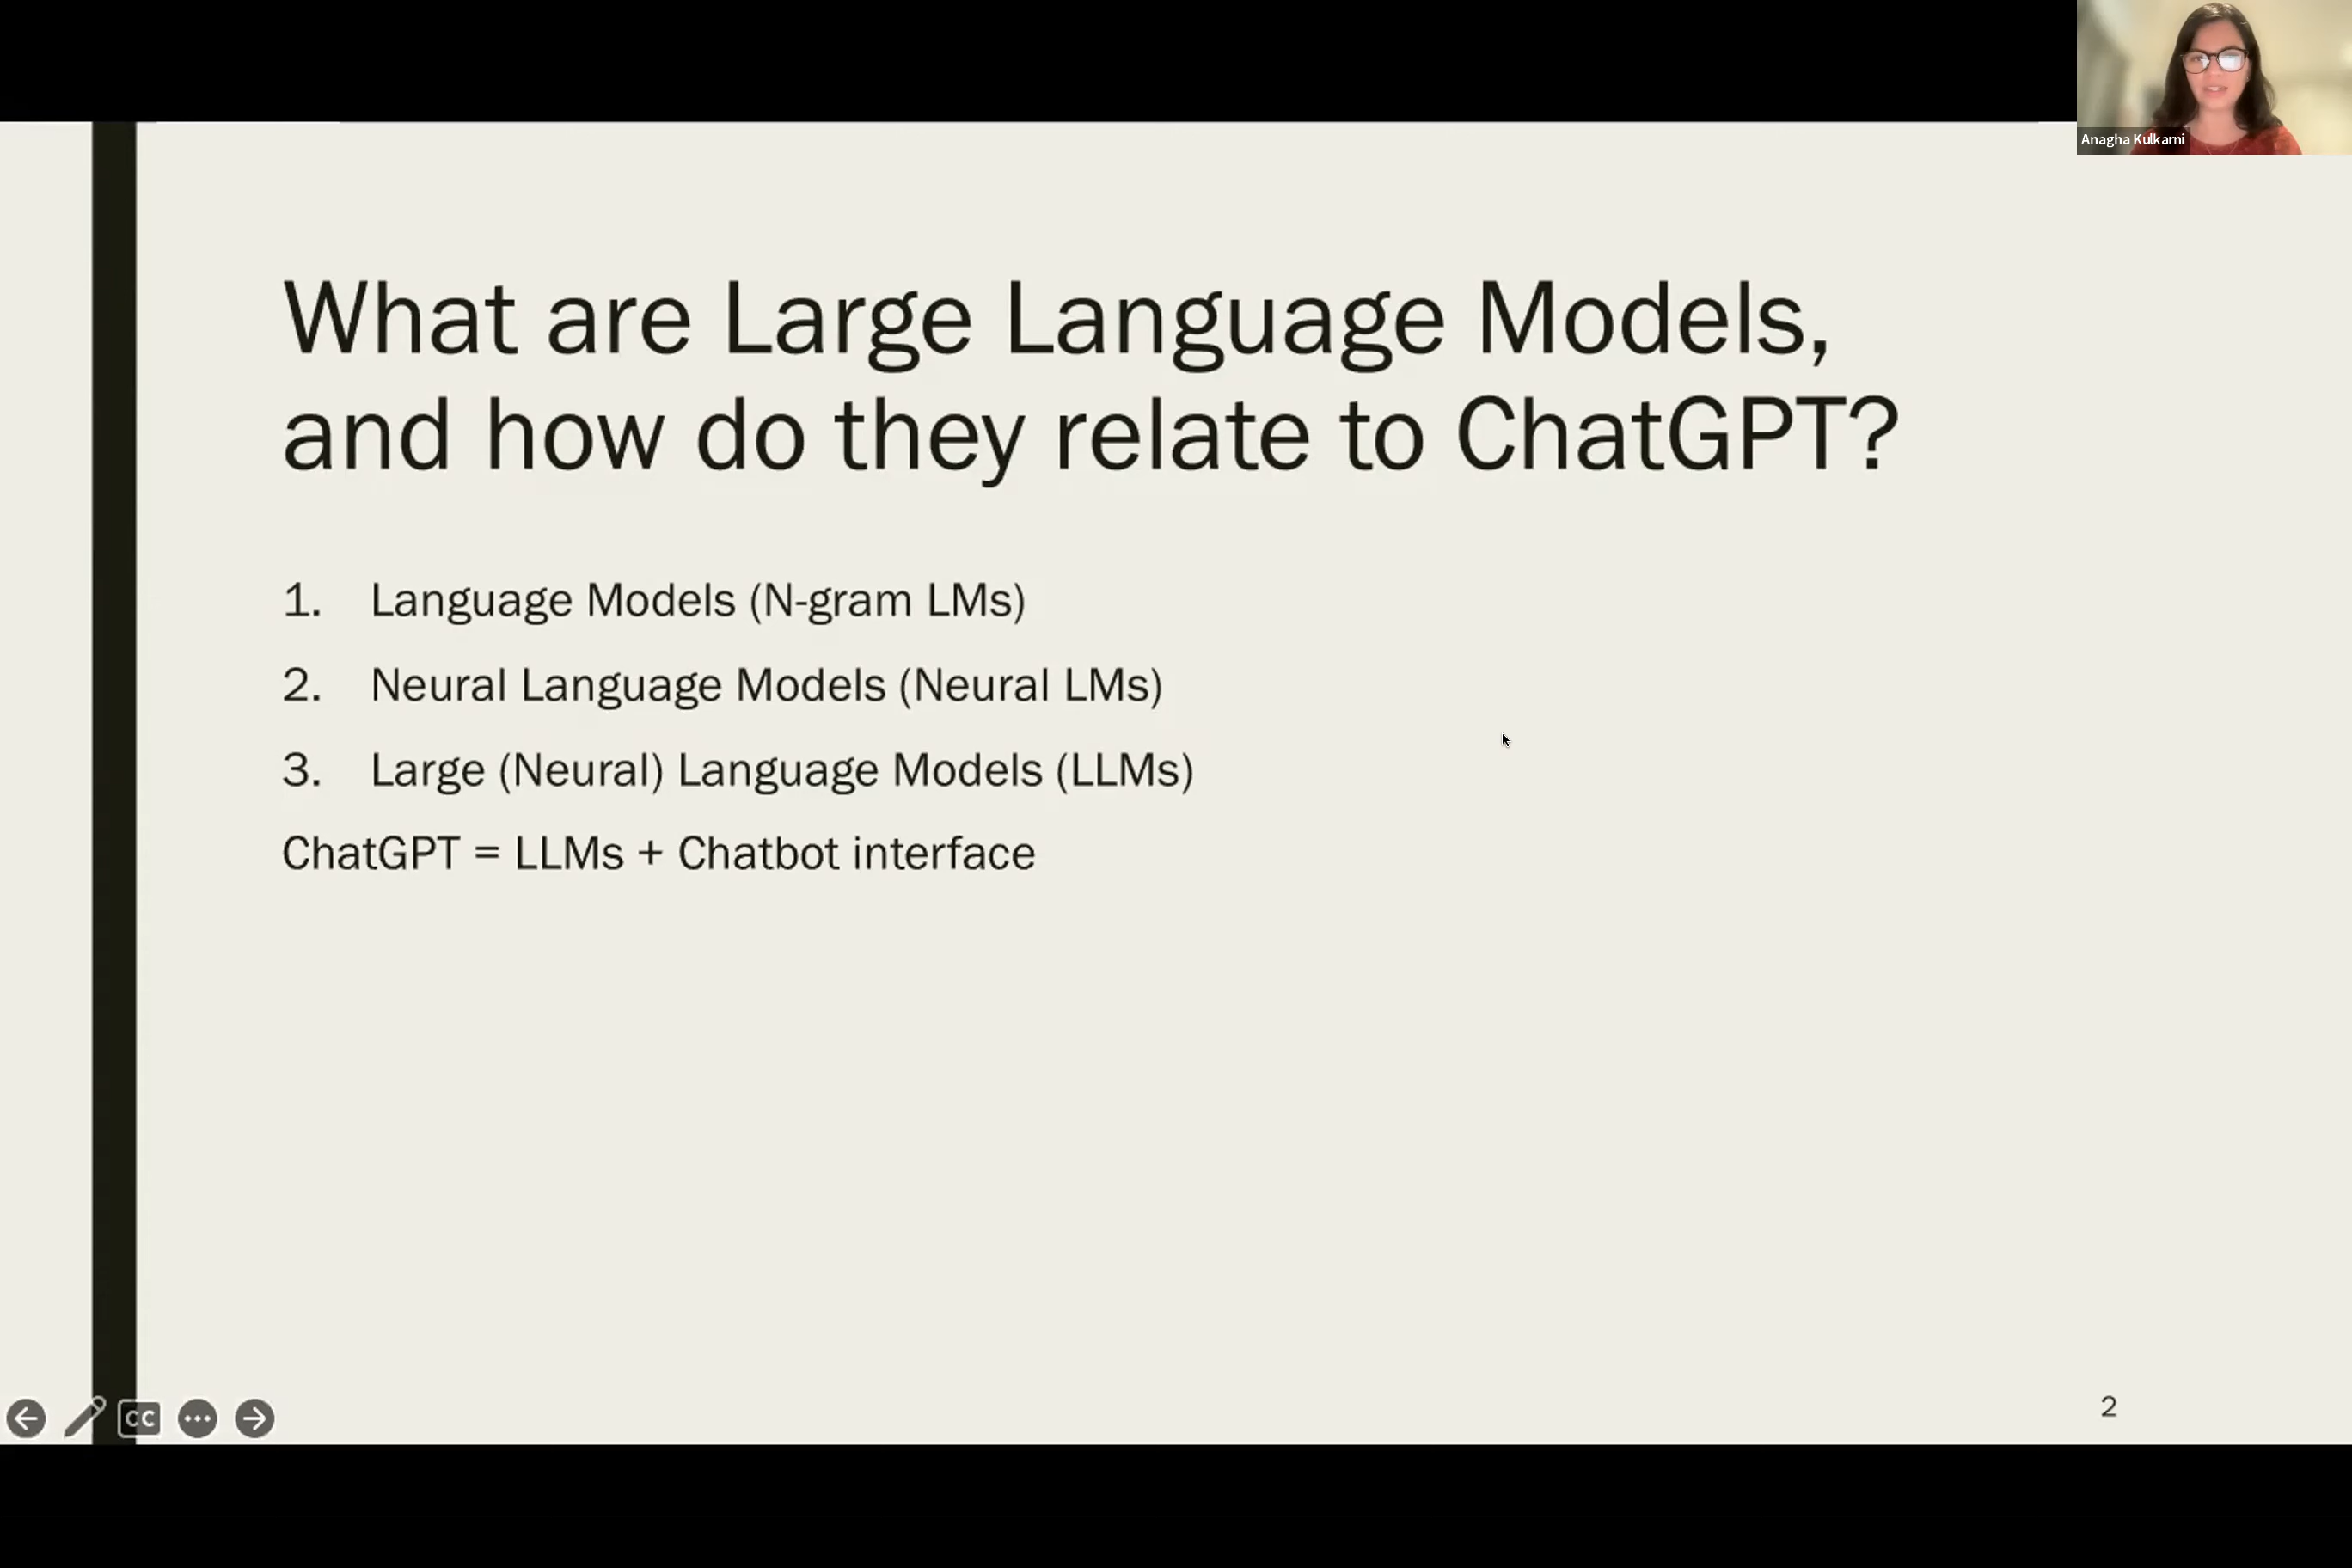 Anagha Kulkarni
What are Large Language Models,
and how do they relate to ChatGPT?
1. Language Models (N-gram LMs)
2. Neural Language Models (Neural LMs)
3. Large (Neural) Language Models (LLMs)
ChatGPT = LLMs + Chatbot interface
CC
2